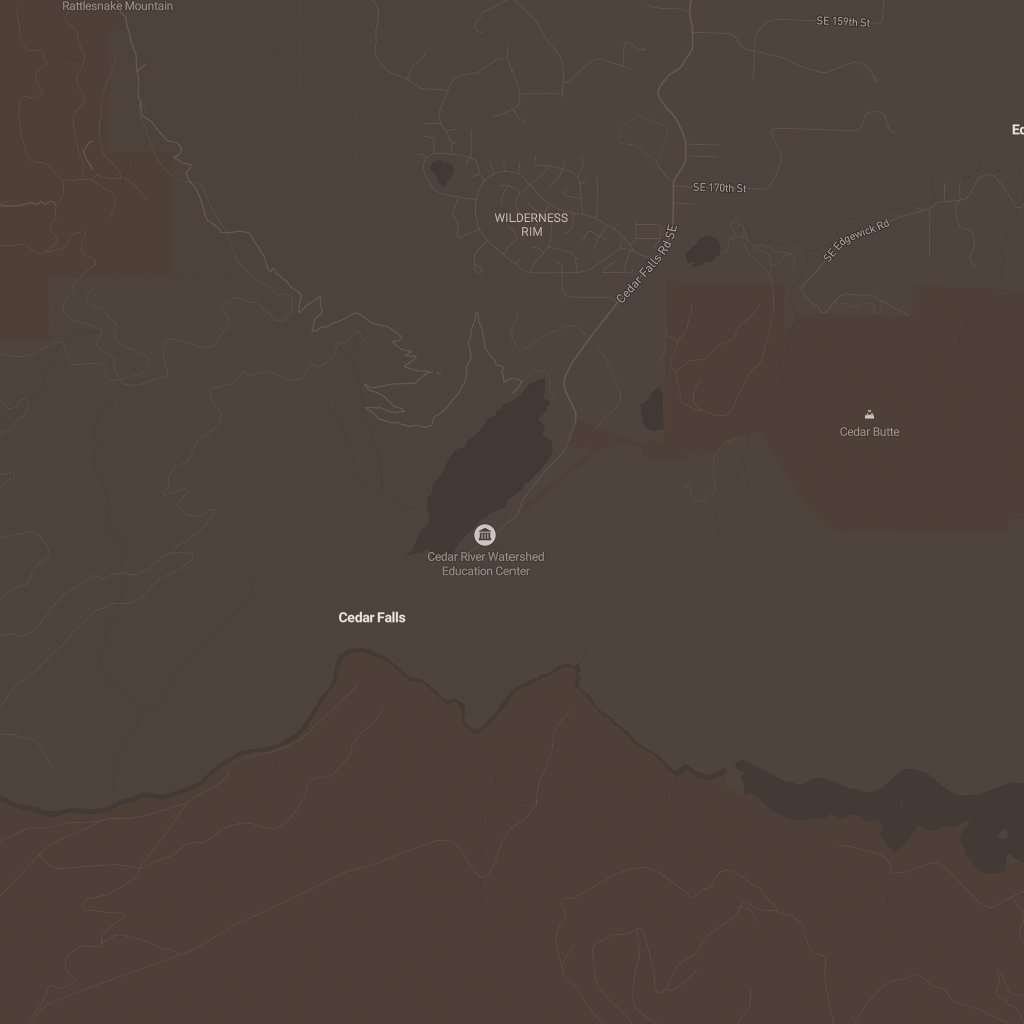 Rattlesnake Mountain
SE 159th St
Ed
SE 170th St
WILDERNESS
RIM
SE Edgewick Rd
Cedar Falls Rd SE
Cedar Butte
Cedar River Watershed
Education Center
Cedar Falls